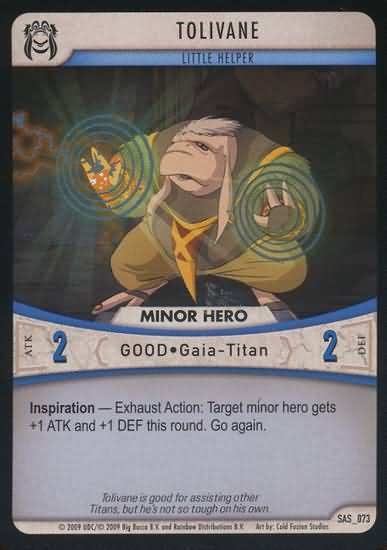 TOLIVANE
LITTLE HELPER
MINOR HERO
ATK 2 GOOD•Gaia-Titan 2 DEF
Inspiration — Exhaust Action: Target minor hero gets
+1 ATK and +1 DEF this round. Go again.
Tolivane is good for assisting other
Titans, but he's not so tough on his own.
SAS_073
© 2009 UDC/© 2009 Big Bocca B.V. and Rainbow Distributions B.V. Art by: Cold Fusion Studios